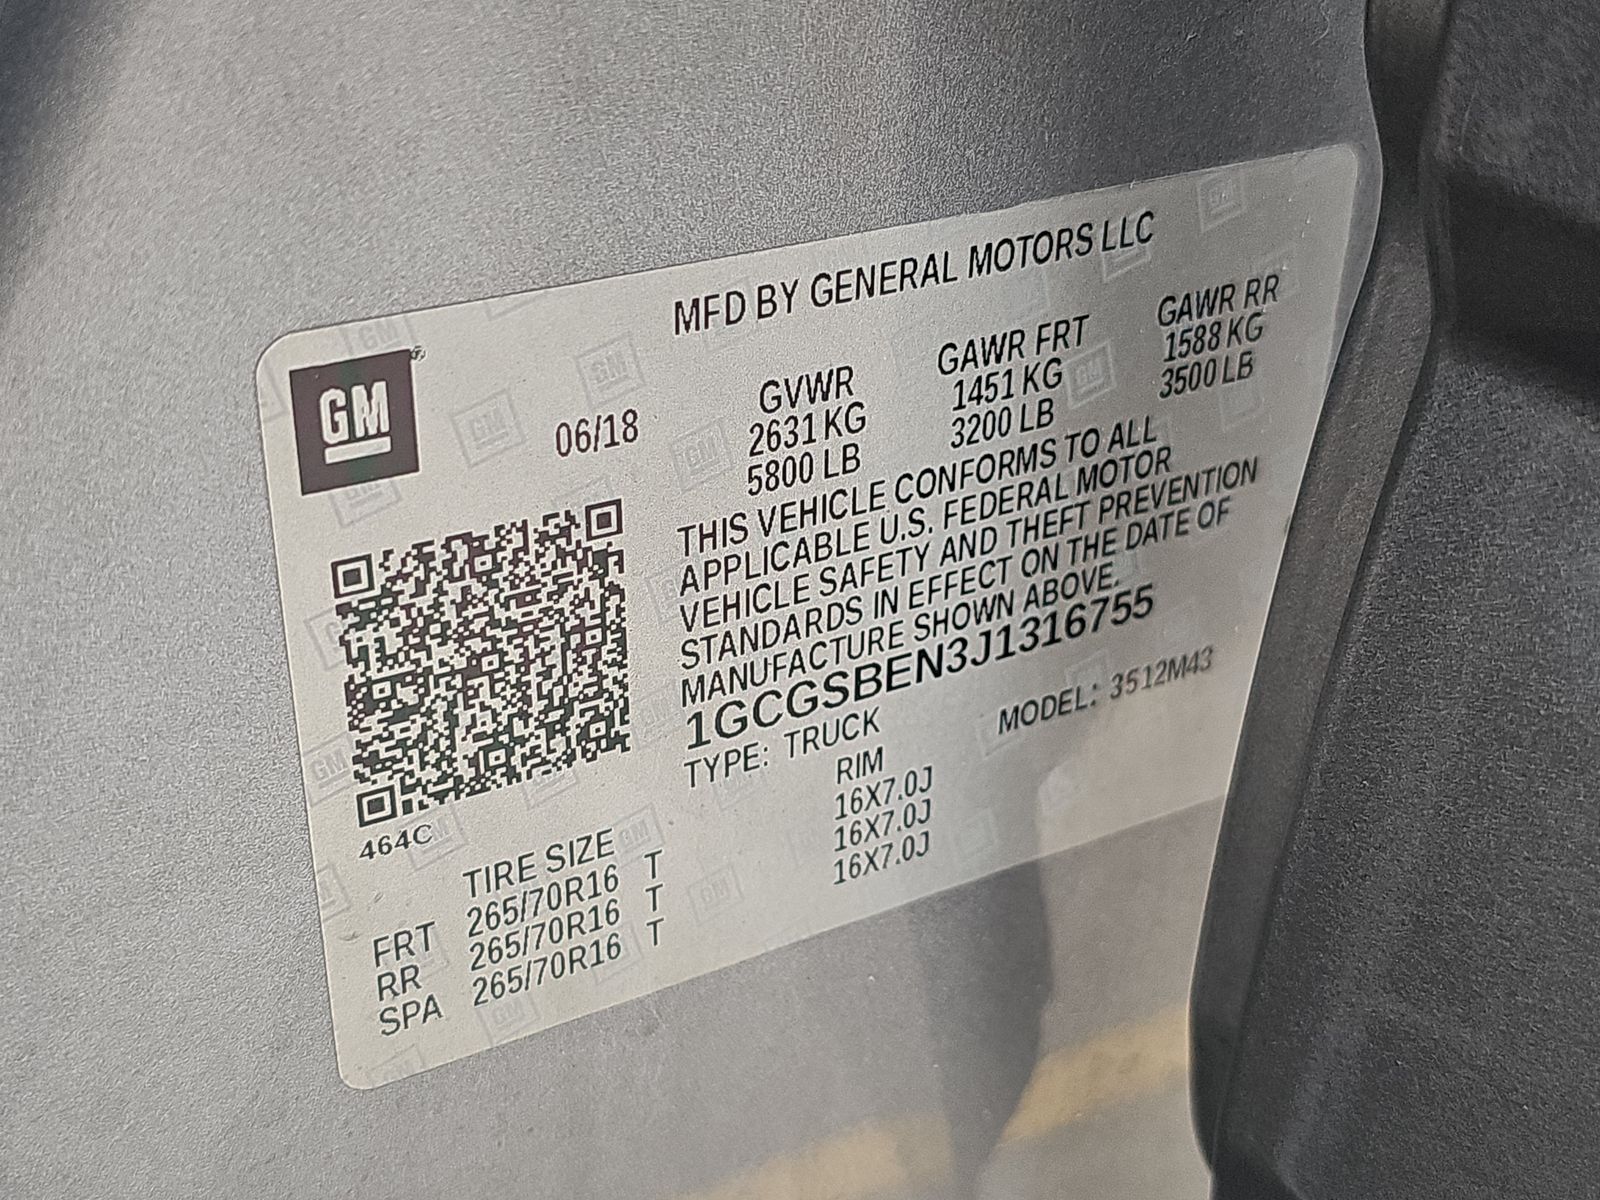 MFD BY GENERAL MOTORS LLC
GM
06/18
GVWR GAWR FRT GAWR RR
2631 KG 1451 KG 1588 KG
5800 LB 3200 LB 3500 LB
THIS VEHICLE CONFORMS TO ALL
APPLICABLE U.S. FEDERAL MOTOR
VEHICLE SAFETY AND THEFT PREVENTION
STANDARDS IN EFFECT ON THE DATE OF
MANUFACTURE SHOWN ABOVE.
1GCGSBEN3J1316755
TYPE: TRUCK MODEL: 3512M43
464C
TIRE SIZE RIM
FRT 265/70R16 T 16X7.0J
RR 265/70R16 T 16X7.0J
SPA 265/70R16 T 16X7.0J